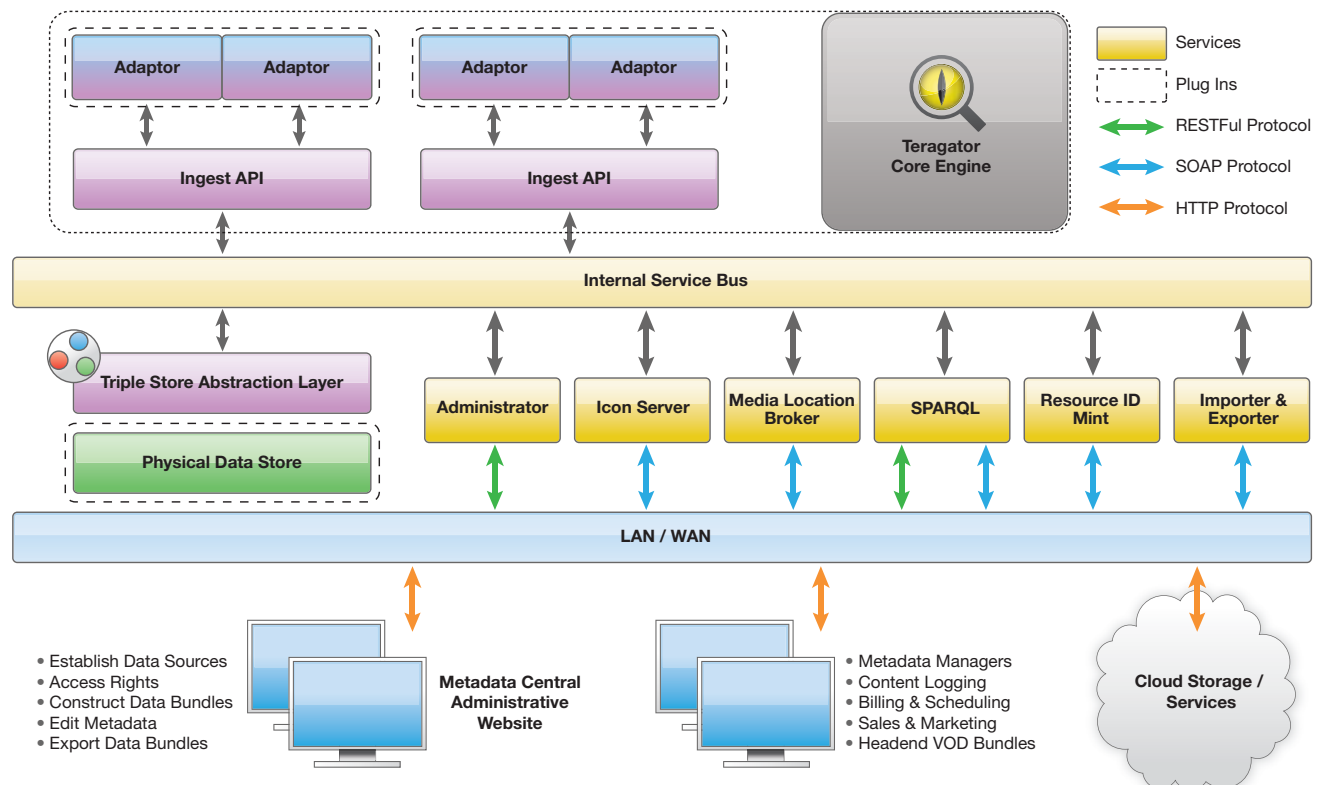 Adaptor
Adaptor
Adaptor
Adaptor
Ingest API
Ingest API
Teragator
Core Engine
Services
Plug Ins
RESTFul Protocol
SOAP Protocol
HTTP Protocol
Internal Service Bus
Triple Store Abstraction Layer
Physical Data Store
Administrator
Icon Server
Media Location
Broker
SPARQL
Resource ID
Mint
Importer &
Exporter
LAN / WAN
• Establish Data Sources
• Access Rights
• Construct Data Bundles
• Edit Metadata
• Export Data Bundles
Metadata Central
Administrative
Website
• Metadata Managers
• Content Logging
• Billing & Scheduling
• Sales & Marketing
• Headend VOD Bundles
Cloud Storage /
Services